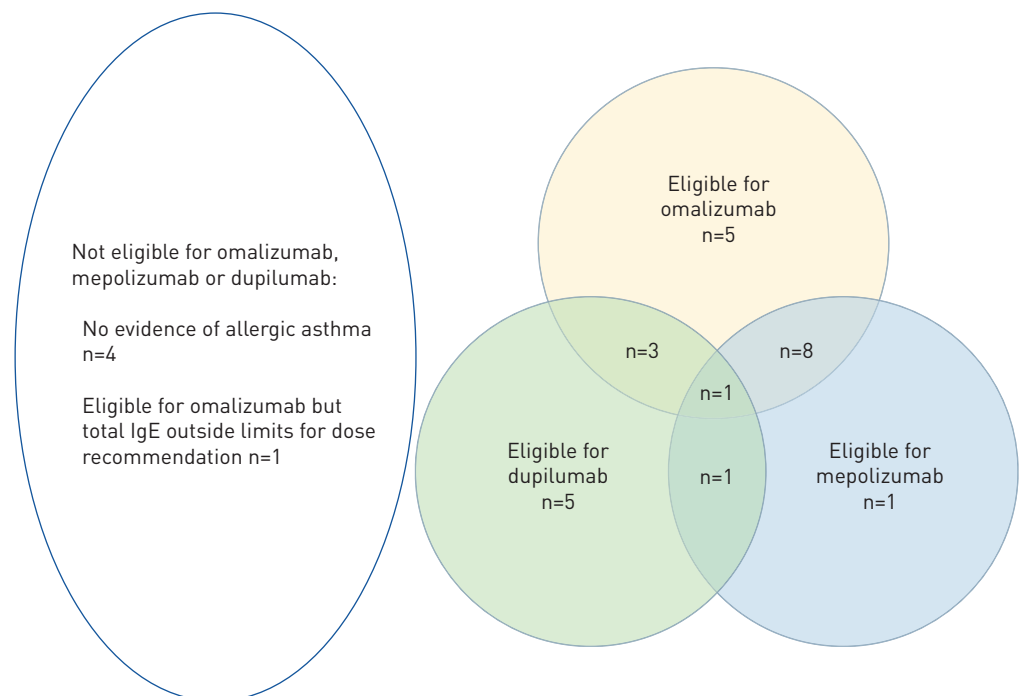 Not eligible for omalizumab,
mepolizumab or dupilumab:
No evidence of allergic asthma
n=4
Eligible for omalizumab but
total IgE outside limits for dose
recommendation n=1
Eligible for
omalizumab
n=5
n=3
n=8
n=1
Eligible for
dupilumab
n=5
n=1
Eligible for
mepolizumab
n=1